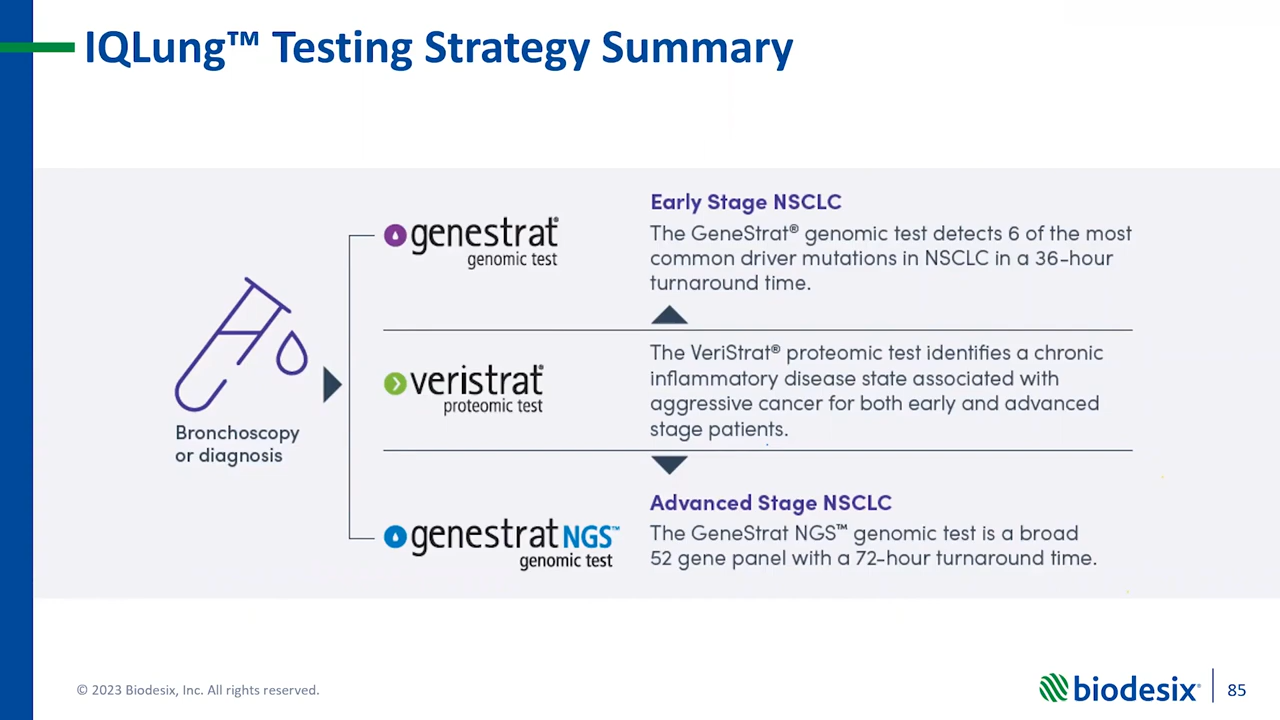 IQLung™ Testing Strategy Summary
Bronchoscopy
or diagnosis
genestrat®
genomic test
Early Stage NSCLC
The GeneStrat® genomic test detects 6 of the most
common driver mutations in NSCLC in a 36-hour
turnaround time.
veristrat®
proteomic test
The VeriStrat® proteomic test identifies a chronic
inflammatory disease state associated with
aggressive cancer for both early and advanced
stage patients.
genestrat NGS™
genomic test
Advanced Stage NSCLC
The GeneStrat NGS™ genomic test is a broad
52 gene panel with a 72-hour turnaround time.
© 2023 Biodesix, Inc. All rights reserved.
biodesix®
85